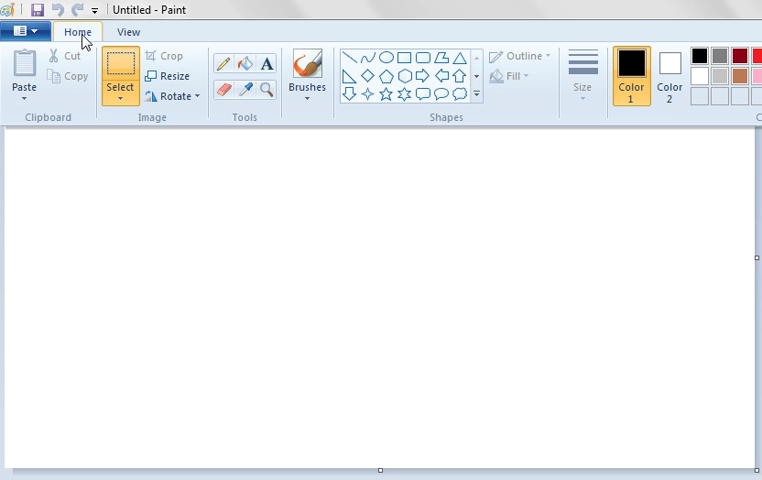 Untitled - Paint
Home View
Cut
Copy
Paste
Clipboard
Select
Crop
Resize
Rotate
Image
A
Tools
Brushes
Shapes
Outline
Fill
Size
Color 1
Color 2
C